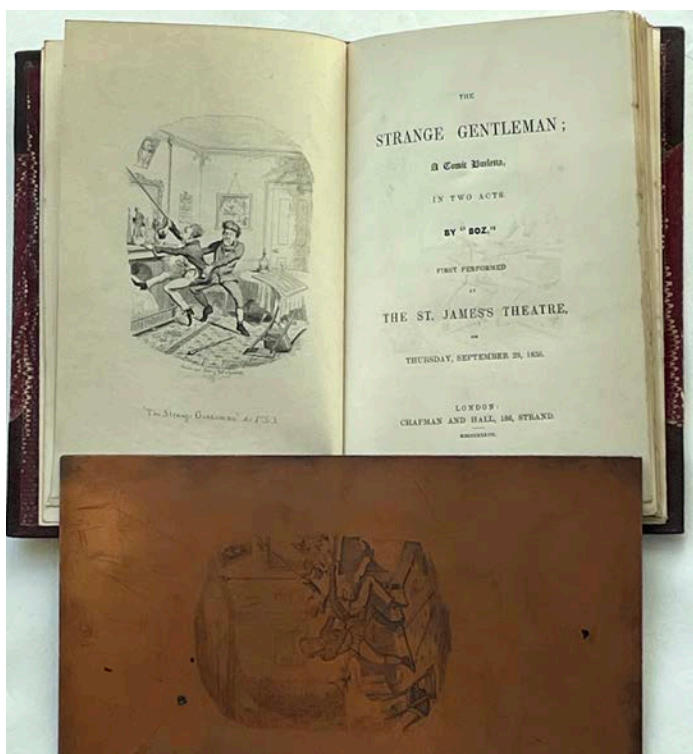 THE
STRANGE GENTLEMAN;
A Comic Burletta,
IN TWO ACTS.
BY "BOZ."
FIRST PERFORMED
AT
THE ST. JAMES'S THEATRE,
ON
THURSDAY, SEPTEMBER 29, 1836.
LONDON:
CHAPMAN AND HALL, 186, STRAND.
"The Strange Gentleman"